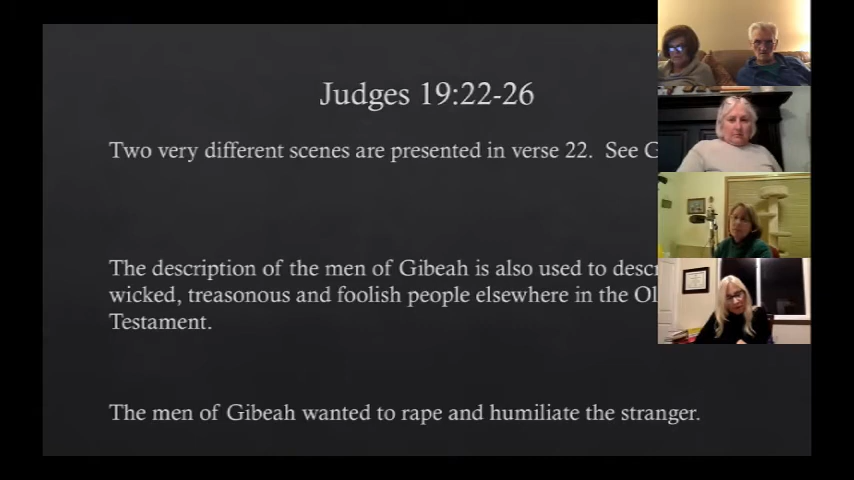 Judges 19:22-26
Two very different scenes are presented in verse 22. See
The description of the men of Gibeah is also used to
wicked, treasonous and foolish people elsewhere in the
Testament.
The men of Gibeah wanted to rape and humiliate the stranger.